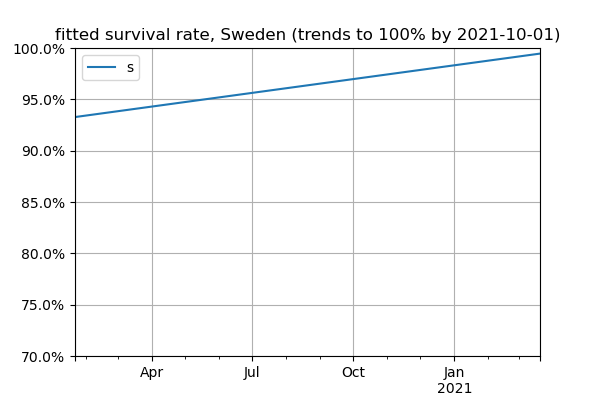 fitted survival rate, Sweden (trends to 100% by 2021-10-01)
100.0%
s
95.0%
90.0%
85.0%
80.0%
75.0%
70.0%
Apr Jul Oct Jan
2021